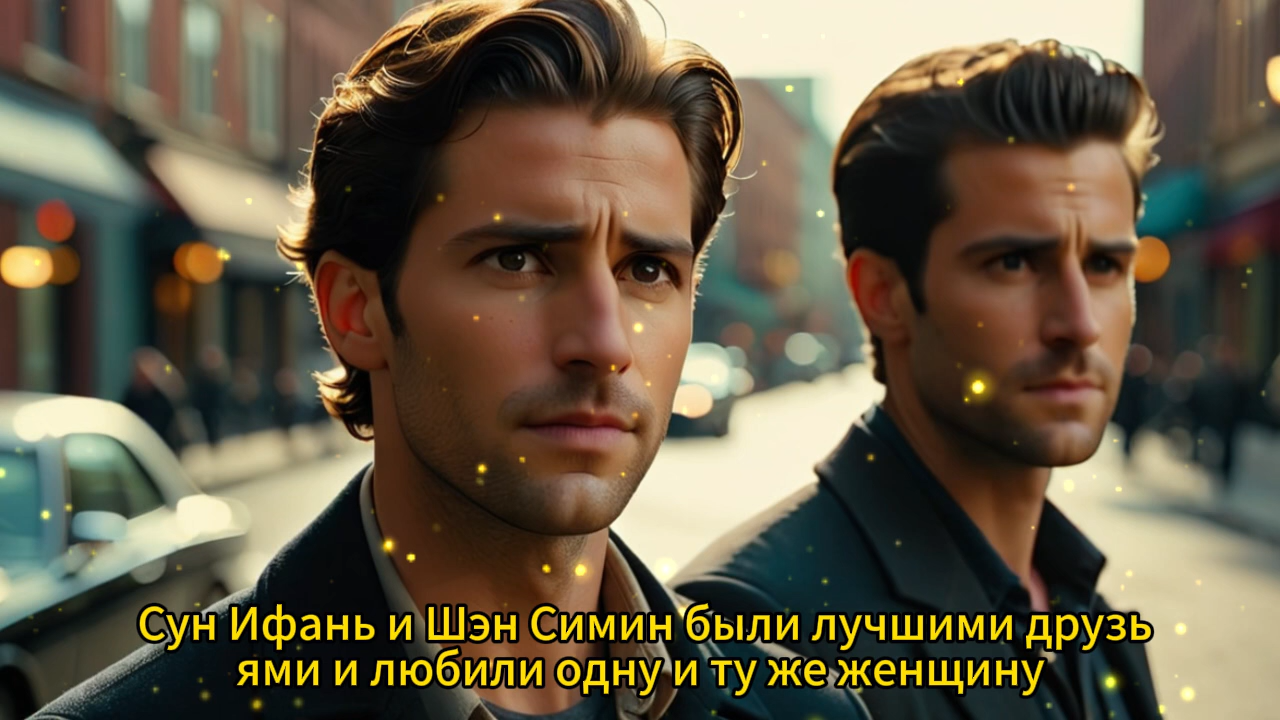 Сун Ифань и Шэн Симин были лучшими друзь
ями и любили одну и ту же женщину